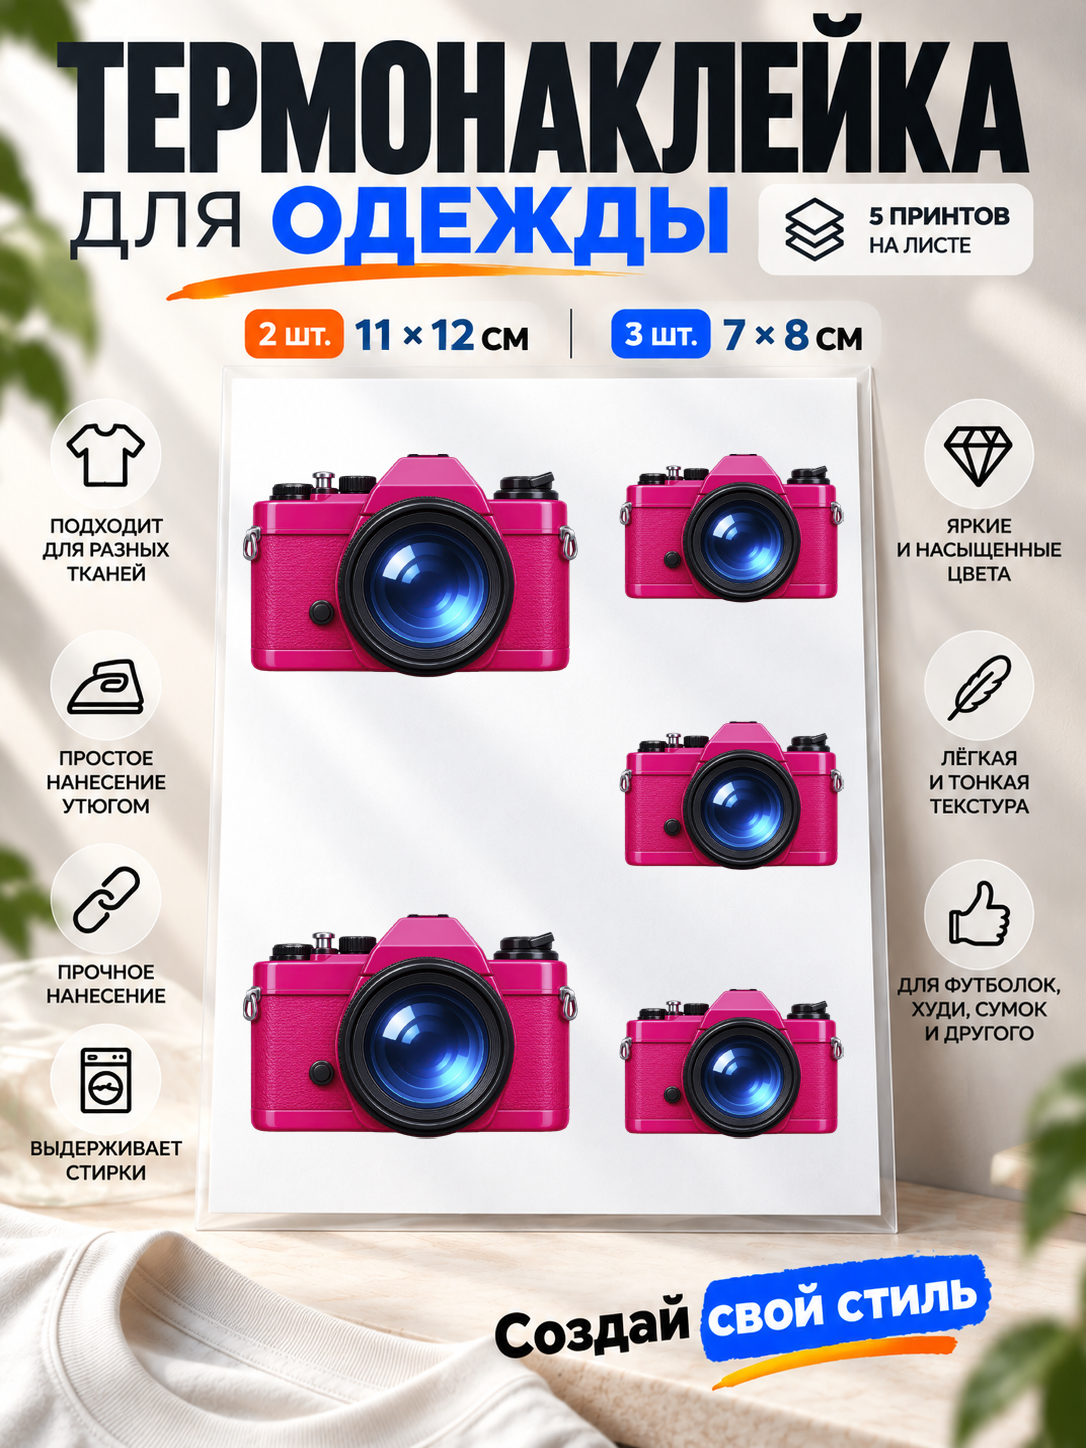 ТЕРМОНАКЛЕЙКА
ДЛЯ ОДЕЖДЫ
5 ПРИНТОВ
НА ЛИСТЕ
2 шт. 11 × 12 см
3 шт. 7 × 8 см
ПОДХОДИТ
ДЛЯ РАЗНЫХ
ТКАНЕЙ
ПРОСТОЕ
НАНЕСЕНИЕ
УТЮГОМ
ПРОЧНОЕ
НАНЕСЕНИЕ
ВЫДЕРЖИВАЕТ
СТИРКИ
ЯРКИЕ
И НАСЫЩЕННЫЕ
ЦВЕТА
ЛЁГКАЯ
И ТОНКАЯ
ТЕКСТУРА
ДЛЯ ФУТБОЛОК,
ХУДИ, СУМОК
И ДРУГОГО
Создай свой стиль